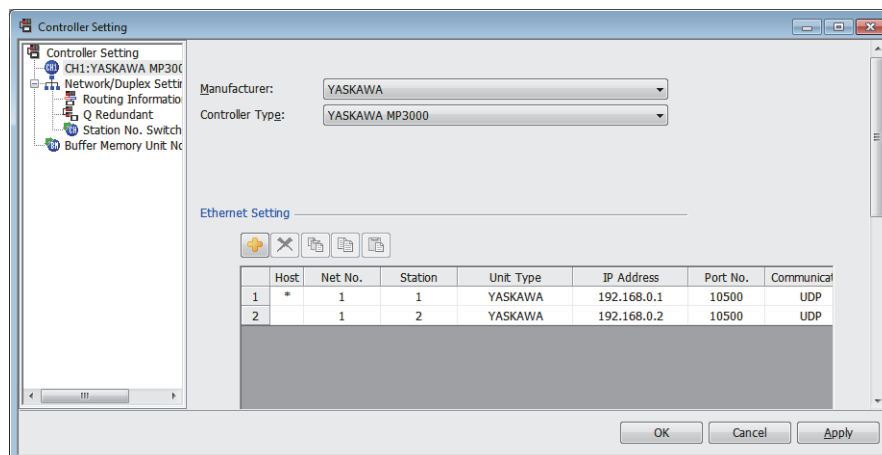 Controller Setting
Controller Setting
CH1:YASKAWA MP300
Network/Duplex Settin
Routing Informatio
Q Redundant
Station No. Switch
Buffer Memory Unit No
Manufacturer: YASKAWA
Controller Type: YASKAWA MP3000
Ethernet Setting
Host Net No. Station Unit Type IP Address Port No. Communicat
1 * 1 1 YASKAWA 192.168.0.1 10500 UDP
2 1 2 YASKAWA 192.168.0.2 10500 UDP
OK Cancel Apply